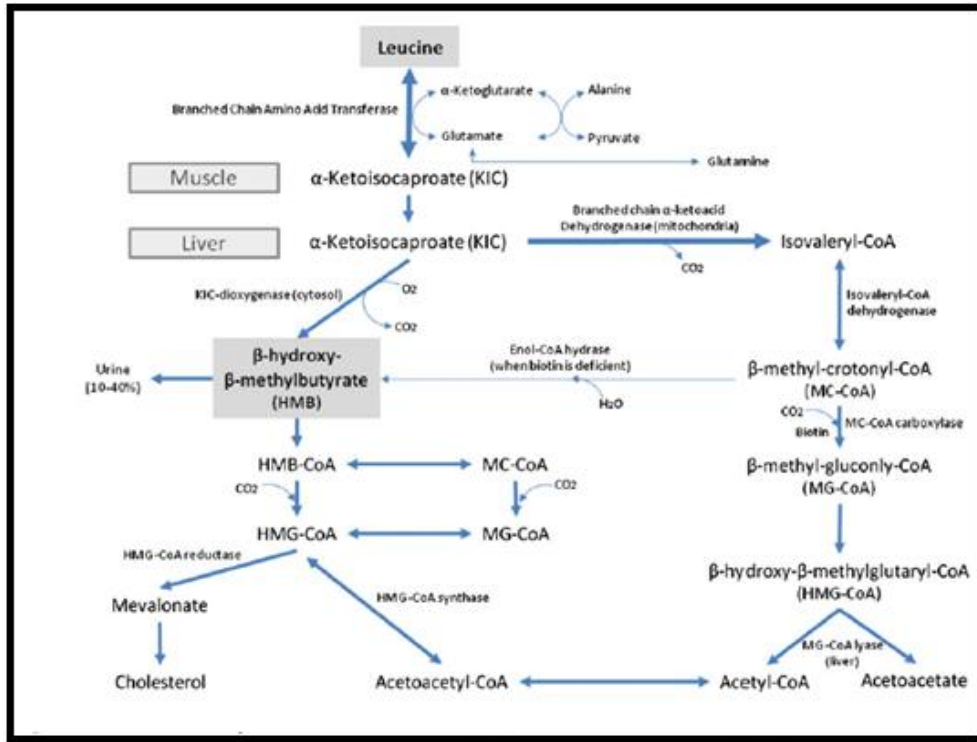 Leucine
Branched Chain Amino Acid Transferase
α-Ketoglutarate
Alanine
Glutamate
Pyruvate
Glutamine
Muscle
α-Ketoisocaproate (KIC)
Branched chain α-ketoacid
Dehydrogenase (mitochondria)
Liver
α-Ketoisocaproate (KIC)
Isovaleryl-CoA
CO2
KIC-dioxygenase (cytosol)
O2
CO2
Isovaleryl-CoA
dehydrogenase
Urine
(10-40%)
β-hydroxy-
β-methylbutyrate
(HMB)
Enol-CoA hydrase
(when biotin is deficient)
H2O
β-methyl-crotonyl-CoA
(MC-CoA)
CO2
Biotin
MC-CoA carboxylase
HMB-CoA
MC-CoA
β-methyl-gluconly-CoA
(MG-CoA)
CO2
CO2
HMG-CoA
MG-CoA
HMG-CoA reductase
β-hydroxy-β-methylglutaryl-CoA
(HMG-CoA)
Mevalonate
HMG-CoA synthase
MG-CoA lyase
(liver)
Cholesterol
Acetoacetyl-CoA
Acetyl-CoA
Acetoacetate